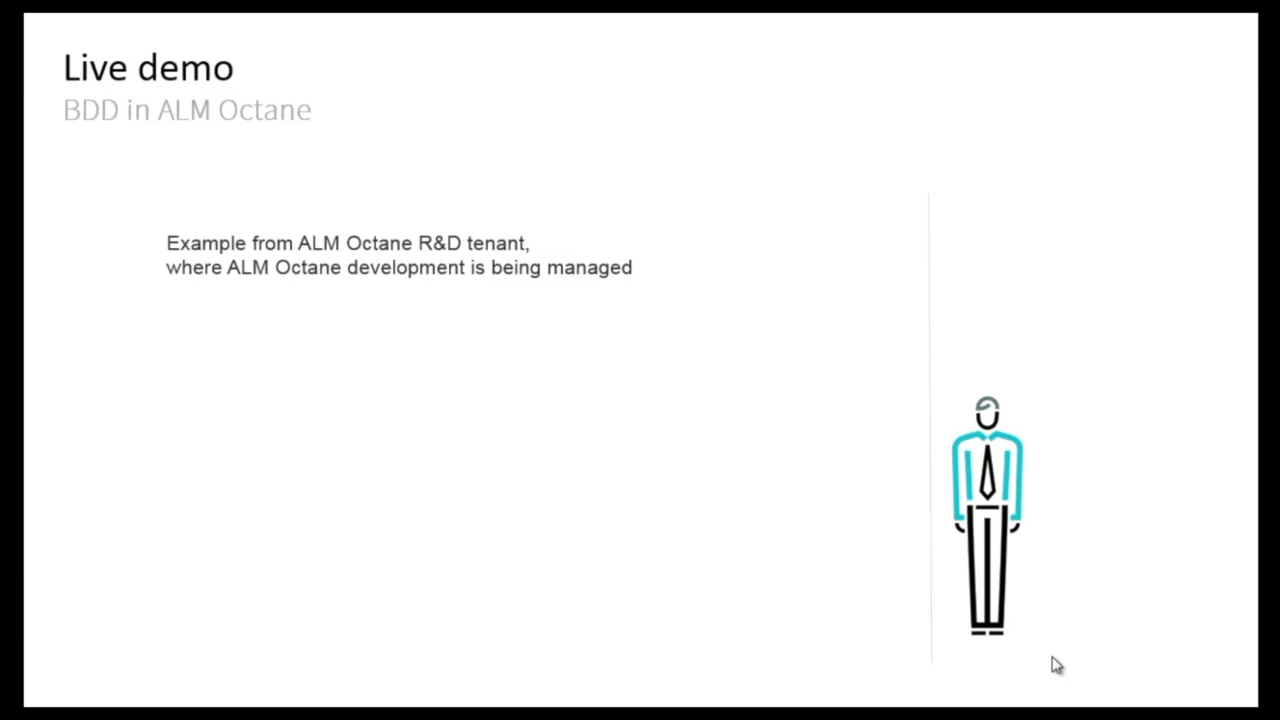 Live demo
BDD in ALM Octane
Example from ALM Octane R&D tenant,
where ALM Octane development is being managed